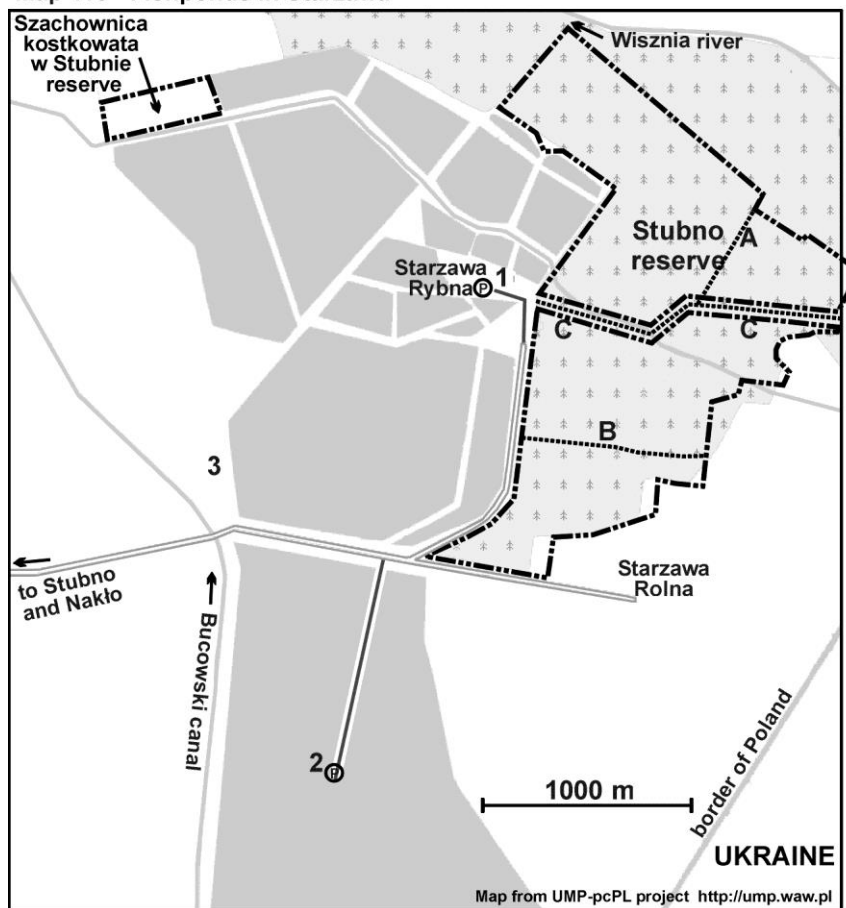 Szachownica
kostkowata
w Stubnie
reserve
Wisznia river
Stubno
reserve
A
Starzawa
Rybna
1
P
C
C
B
3
to Stubno
and Nakło
Starzawa
Rolna
Bucowski canal
2
P
1000 m
border of Poland
UKRAINE
Map from UMP-pcPL project http://ump.waw.pl